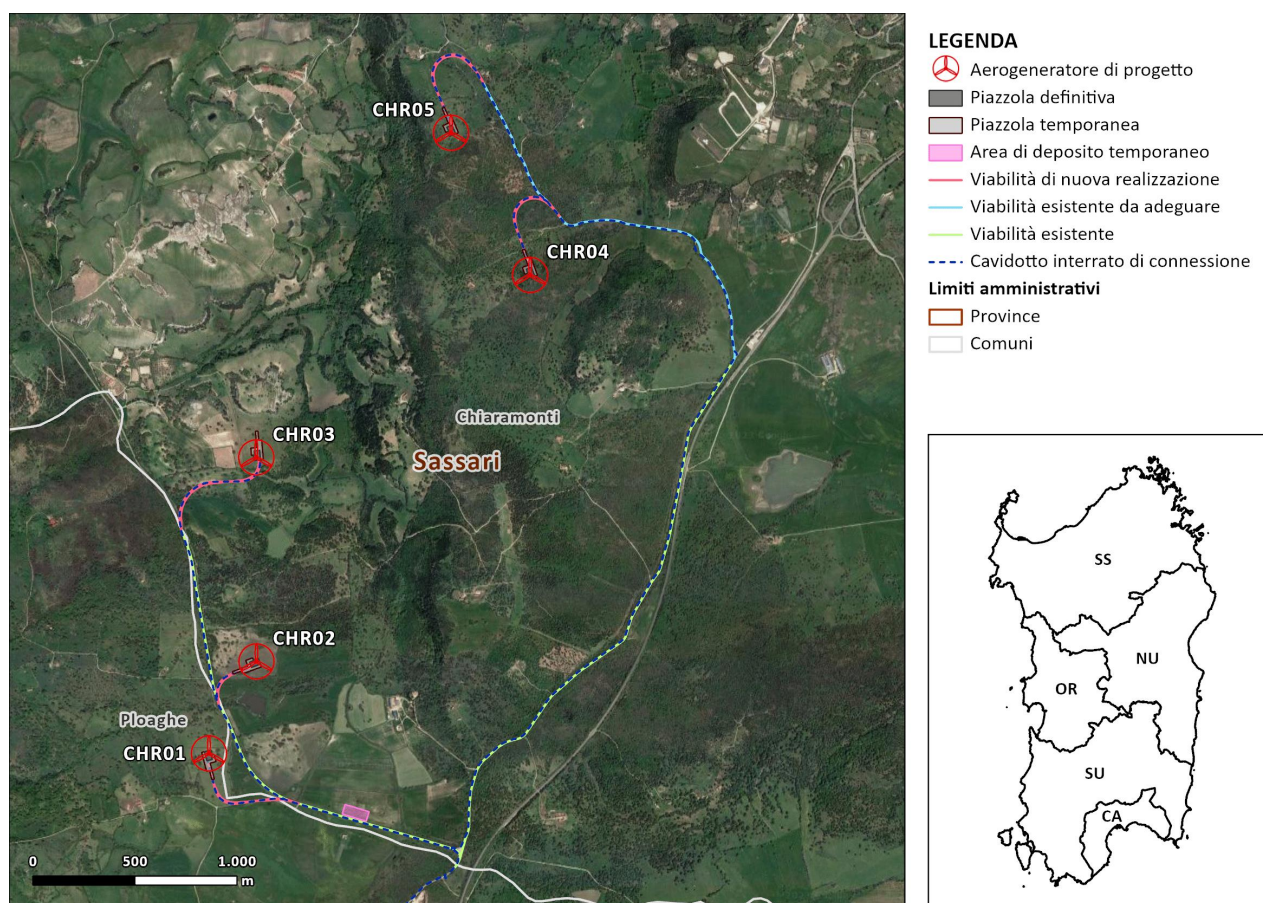 CHR05
CHR04
Chiaramonti
CHR03
Sassari
CHR02
Ploaghe
CHR01
0 500 1.000
m
LEGENDA
Aerogeneratore di progetto
Piazzola definitiva
Piazzola temporanea
Area di deposito temporaneo
Viabilità di nuova realizzazione
Viabilità esistente da adeguare
Viabilità esistente
Cavidotto interrato di connessione
Limiti amministrativi
Province
Comuni
SS
NU
OR
SU
CA